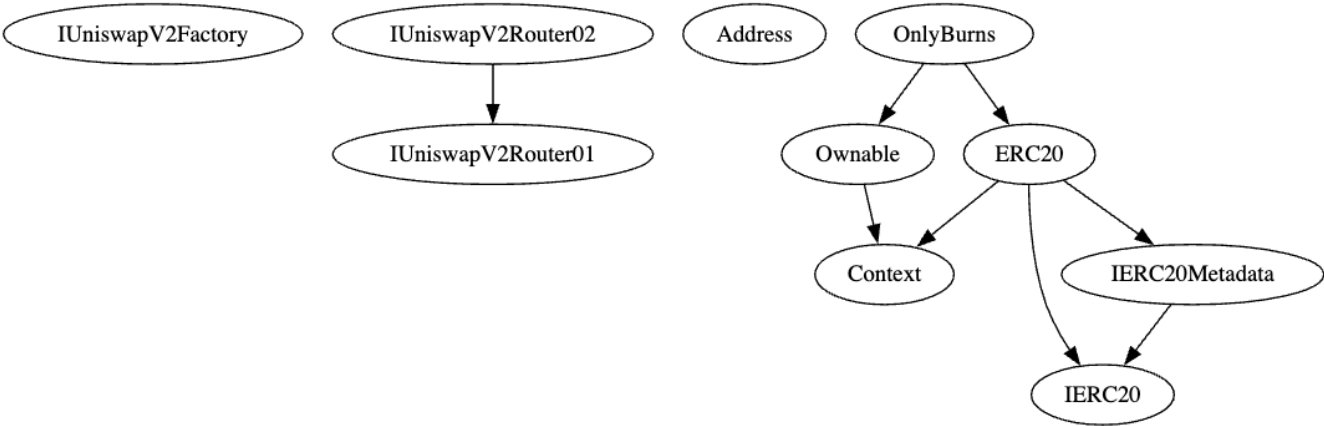 IUniswapV2Factory
IUniswapV2Router02
Address
OnlyBurns
IUniswapV2Router01
Ownable
ERC20
Context
IERC20Metadata
IERC20